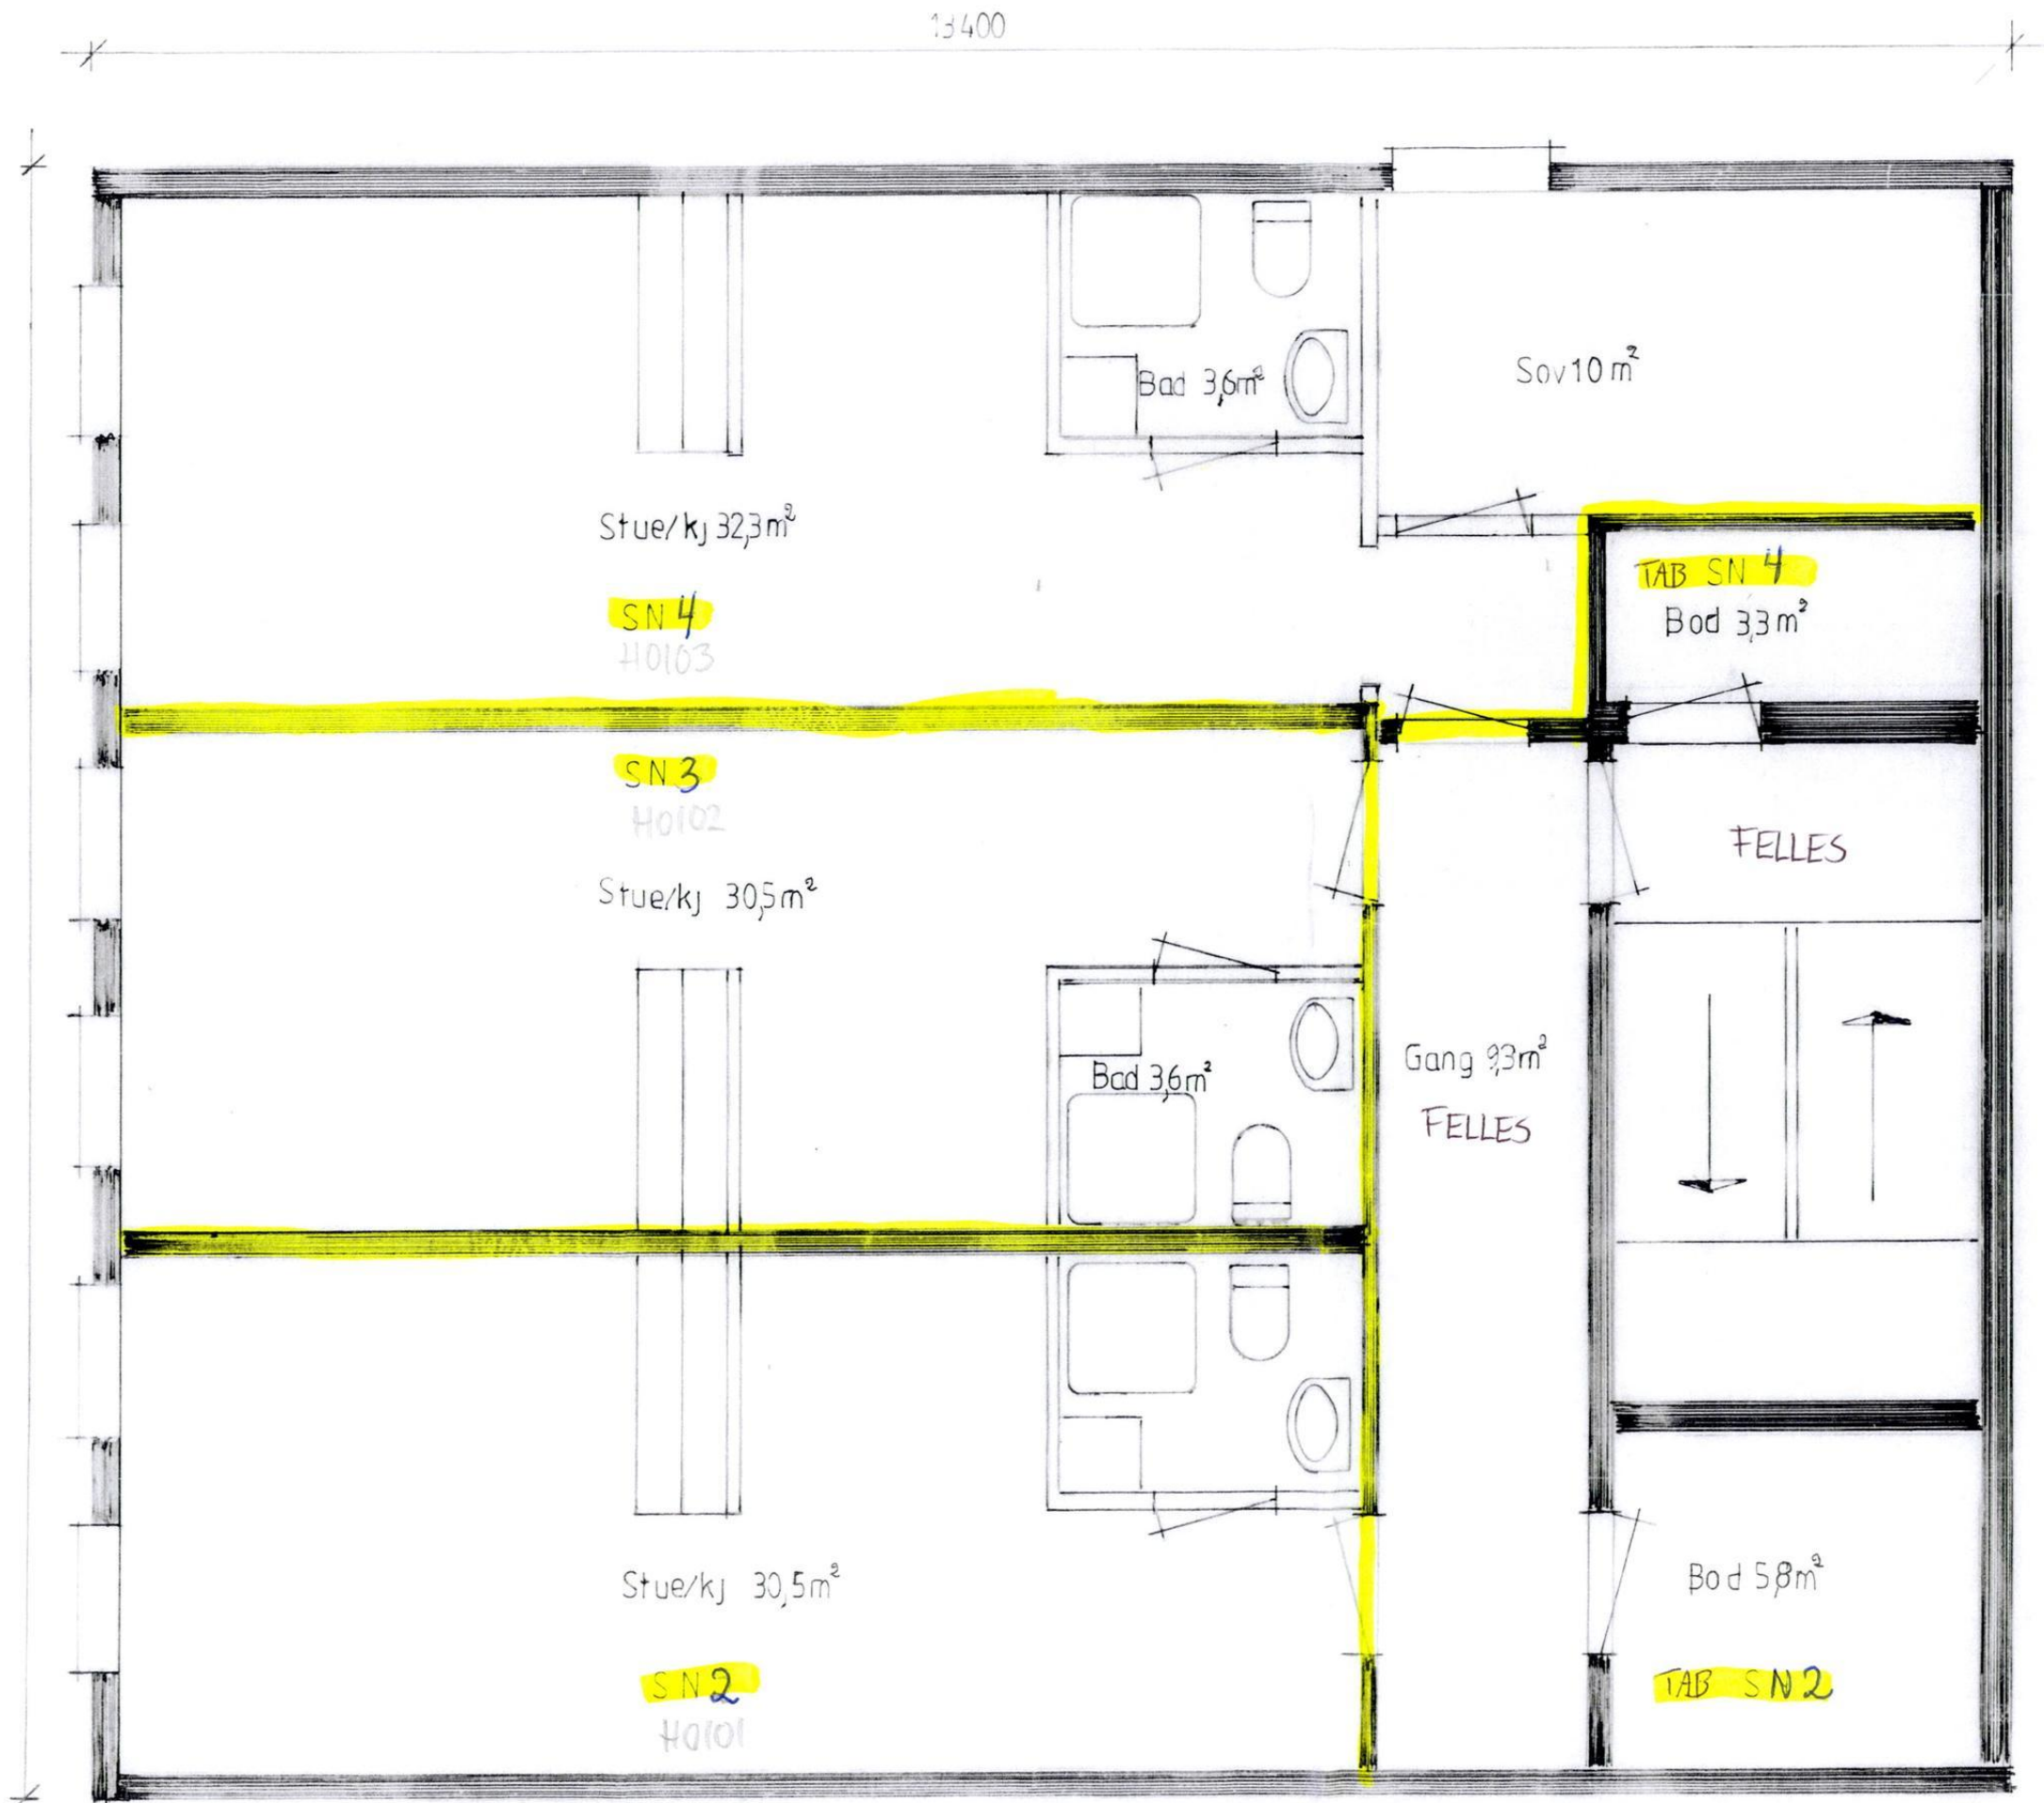 13400
Bad 3,6m²
Sov 10 m²
Stue/kj 32,3m²
SN 4
H0103
TAB SN 4
Bod 3,3m²
SN 3
H0102
Stue/kj 30,5m²
FELLES
Bad 3,6m²
Gang 9,3m²
FELLES
Stue/kj 30,5m²
Bod 5,8m²
SN 2
H0101
TAB SN 2